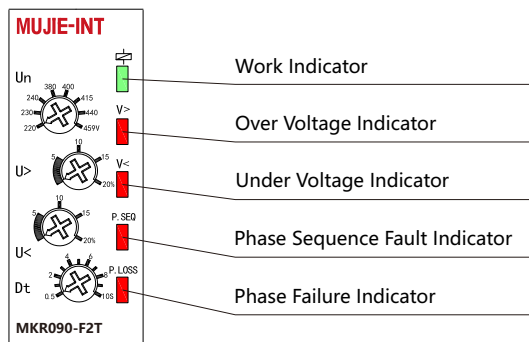 MUJIE-INT
Work Indicator
Un
380 400
240 415
230 440
220 459V
V>
Over Voltage Indicator
10
5 15
20%
U>
V<
Under Voltage Indicator
10
5 15
20%
P.SEQ
Phase Sequence Fault Indicator
U<
4 6
2 8
0.5 10S
P.LOSS
Dt
Phase Failure Indicator
MKR090-F2T